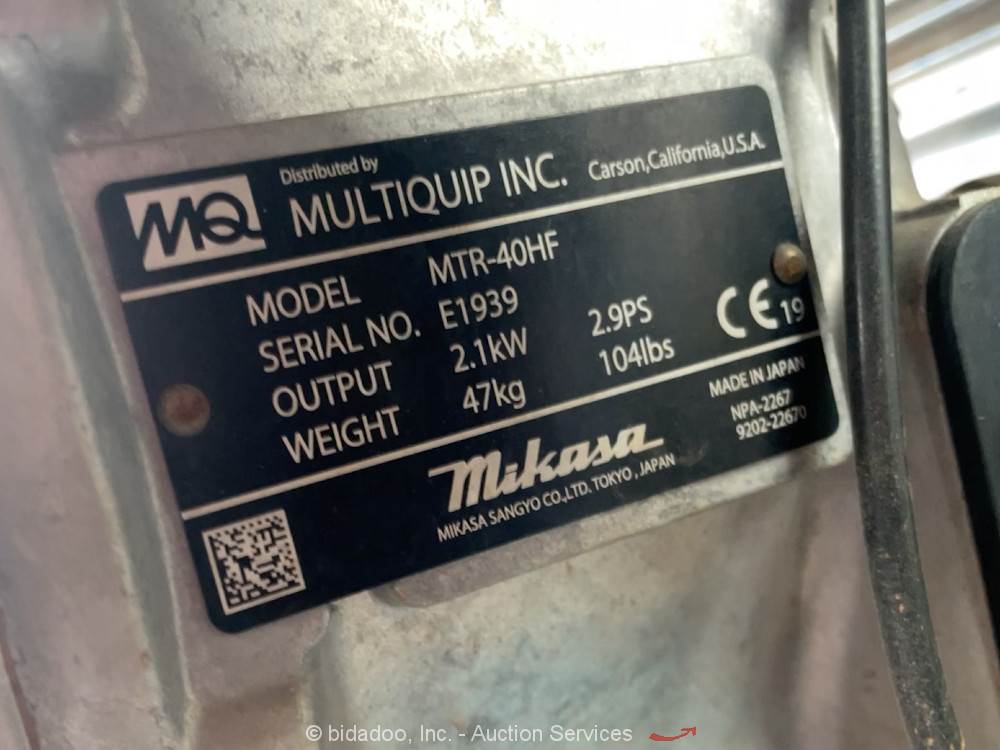 MQ
Distributed by
MULTIQUIP INC. Carson,California,U.S.A.
MODEL MTR-40HF
SERIAL NO. E1939
OUTPUT 2.1kW 2.9PS
WEIGHT 47kg 104lbs
CE 19
Mikasa
MIKASA SANGYO CO.,LTD. TOKYO , JAPAN
MADE IN JAPAN
NPA-2267
9202-22670
© bidadoo, Inc. - Auction Services